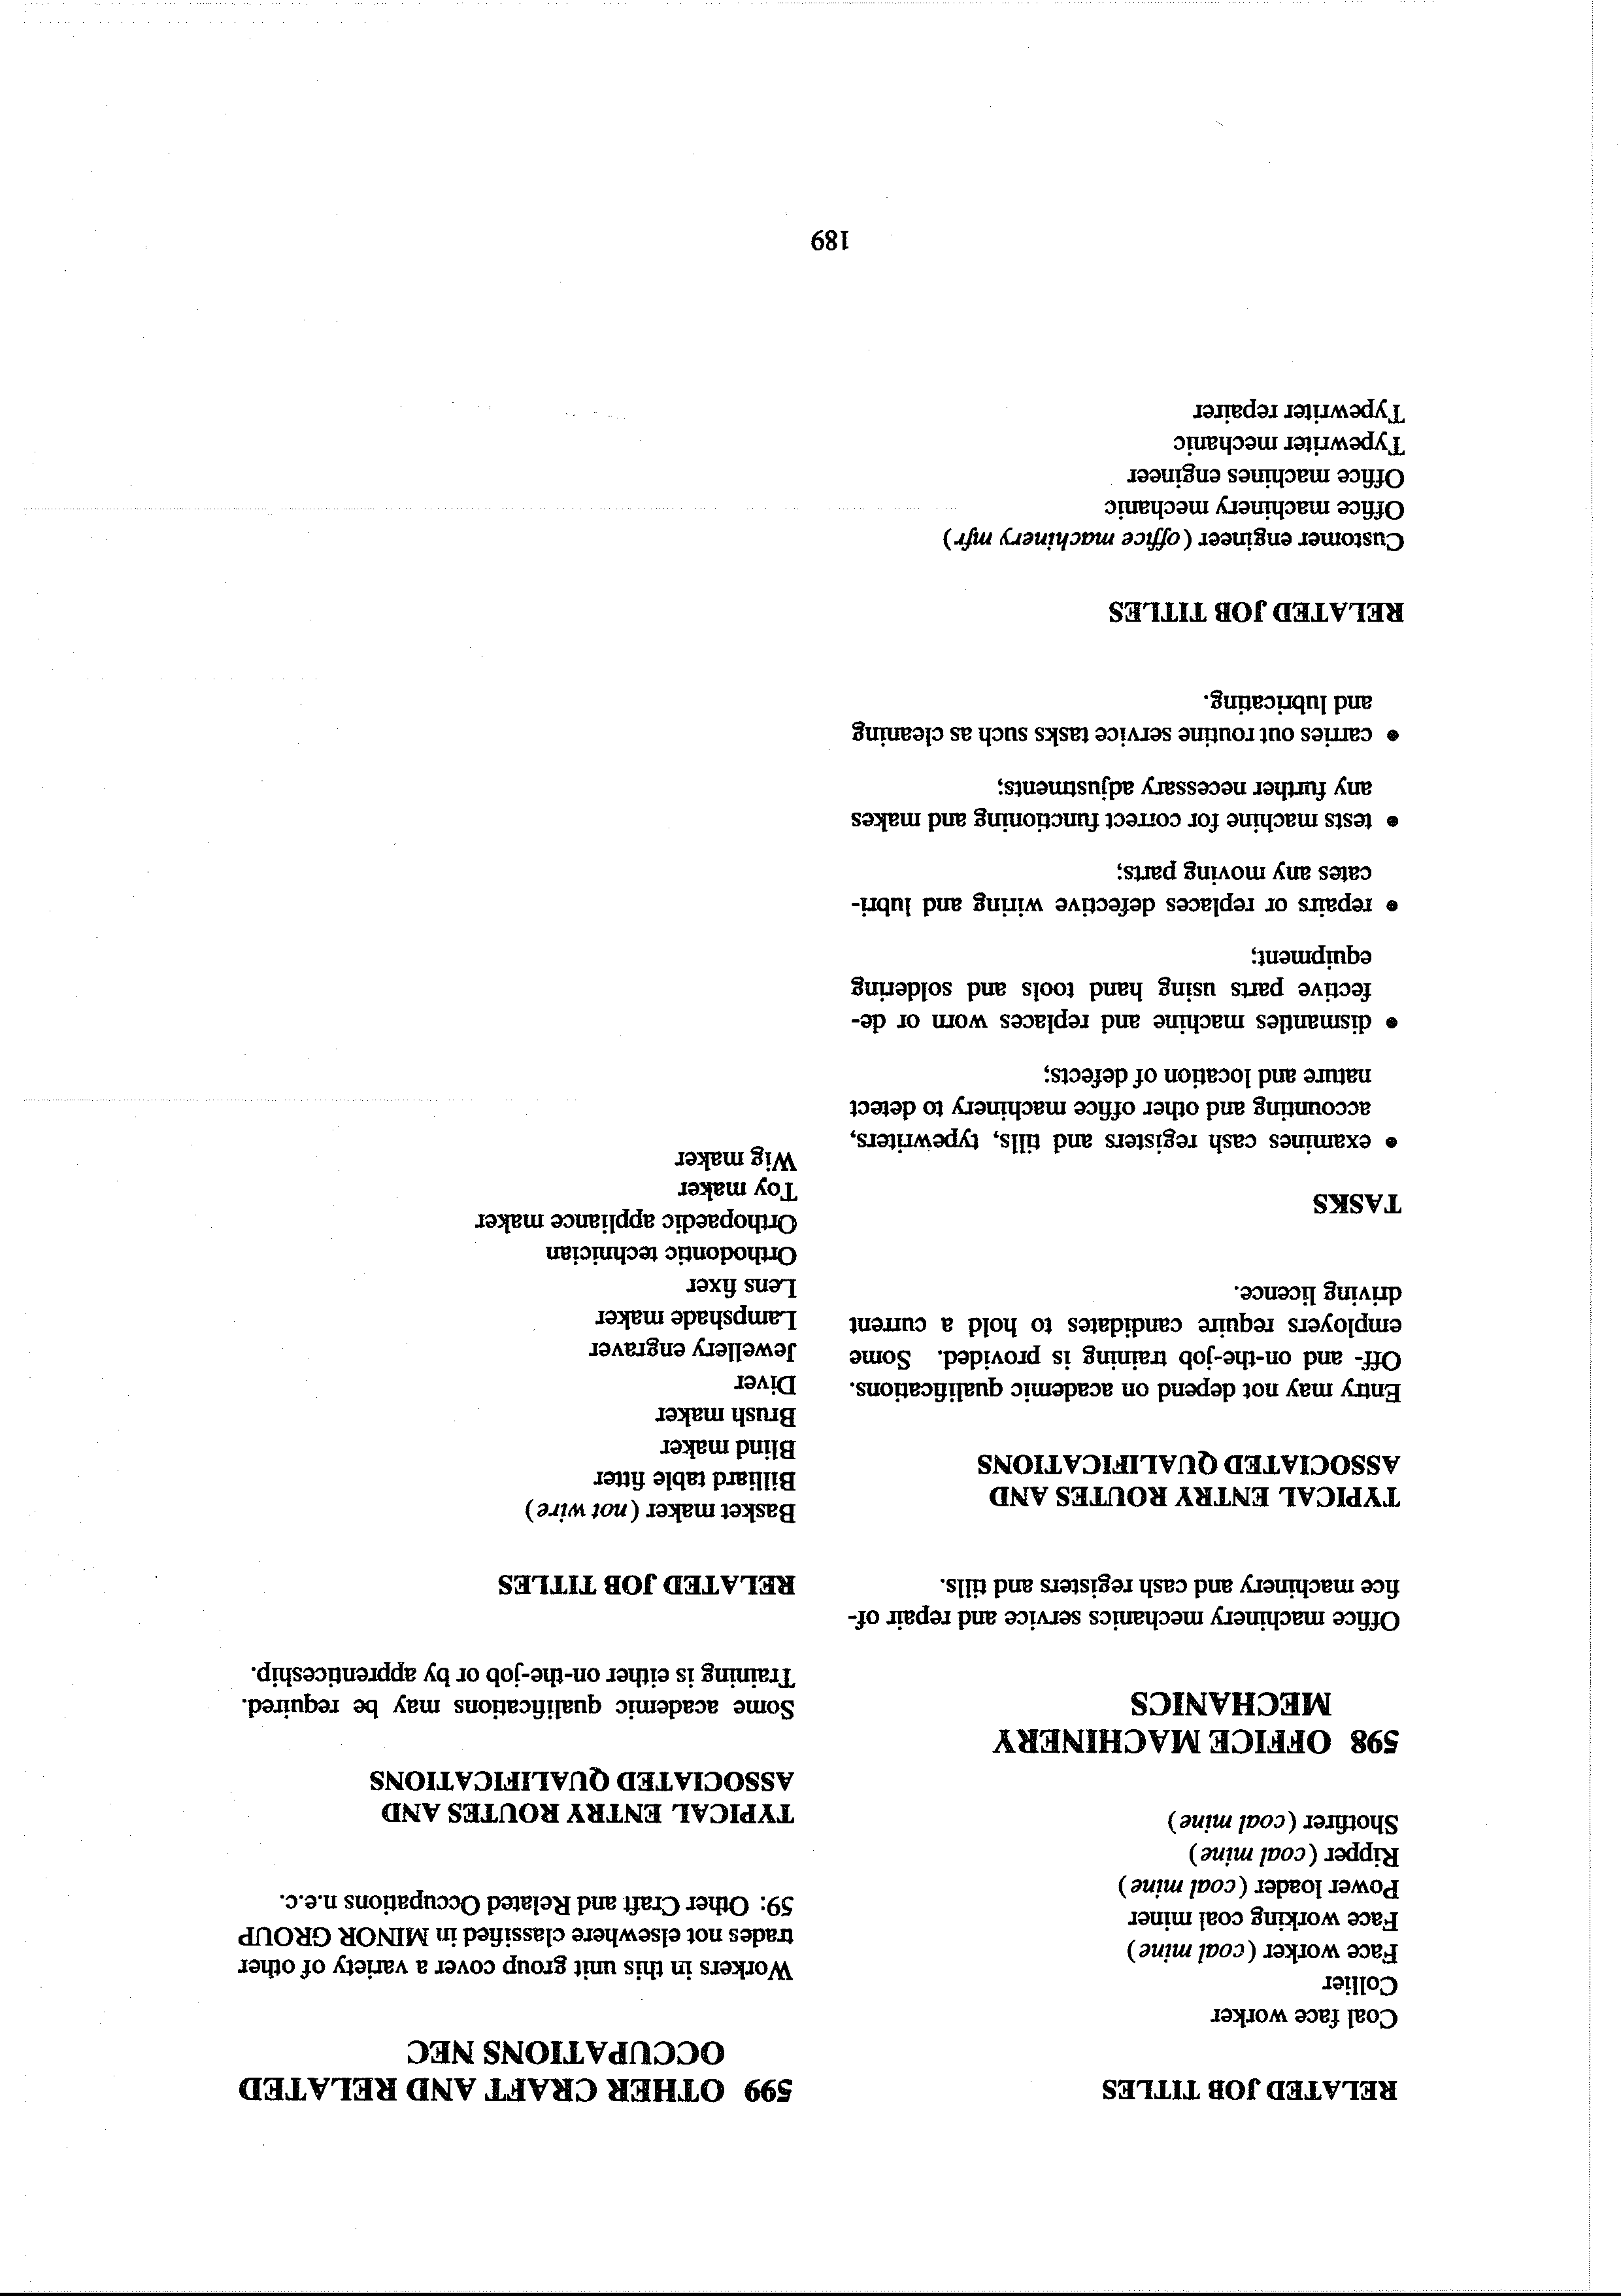 RELATED JOB TITLES
Coal face worker
Collier
Face worker (coal mine)
Face working coal miner
Power loader (coal mine)
Ripper (coal mine)
Shotfirer (coal mine)
598 OFFICE MACHINERY
MECHANICS
Office machinery mechanics service and repair of-
fice machinery and cash registers and tills.
TYPICAL ENTRY ROUTES AND
ASSOCIATED QUALIFICATIONS
Entry may not depend on academic qualifications.
Off- and on-the-job training is provided. Some
employers require candidates to hold a current
driving licence.
TASKS
• examines cash registers and tills, typewriters,
accounting and other office machinery to detect
nature and location of defects;
• dismantles machine and replaces worn or de-
fective parts using hand tools and soldering
equipment;
• repairs or replaces defective wiring and lubri-
cates any moving parts;
• tests machine for correct functioning and makes
any further necessary adjustments;
• carries out routine service tasks such as cleaning
and lubricating.
RELATED JOB TITLES
Customer engineer (office machinery mfr)
Office machinery mechanic
Office machines engineer
Typewriter mechanic
Typewriter repairer
599 OTHER CRAFT AND RELATED
OCCUPATIONS NEC
Workers in this unit group cover a variety of other
trades not elsewhere classified in MINOR GROUP
59: Other Craft and Related Occupations n.e.c.
TYPICAL ENTRY ROUTES AND
ASSOCIATED QUALIFICATIONS
Some academic qualifications may be required.
Training is either on-the-job or by apprenticeship.
RELATED JOB TITLES
Basket maker (not wire)
Billiard table fitter
Blind maker
Brush maker
Diver
Jewellery engraver
Lampshade maker
Lens fixer
Orthodontic technician
Orthopaedic appliance maker
Toy maker
Wig maker
189